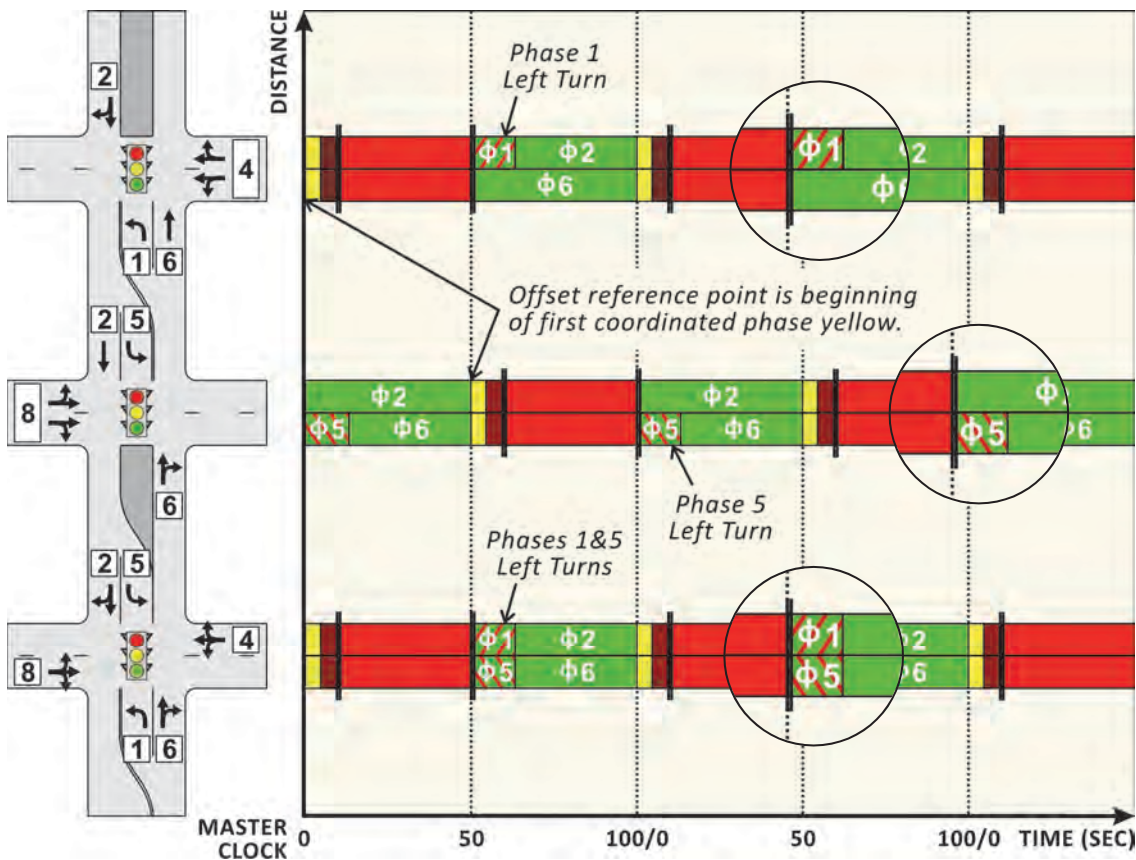 DISTANCE
Phase 1
Left Turn
2
4
Φ1
Φ2
Φ6
Φ1
2
Φ6
1
6
Offset reference point is beginning
of first coordinated phase yellow.
2
5
8
Φ2
Φ5
Φ6
Φ2
Φ5
Φ6
Φ
Φ5
6
6
Phase 5
Left Turn
Phases 1&5
Left Turns
2
5
4
8
Φ1
Φ2
Φ5
Φ6
Φ1
Φ2
Φ5
Φ6
1
6
MASTER
CLOCK
0
50
100/0
50
100/0
TIME (SEC)